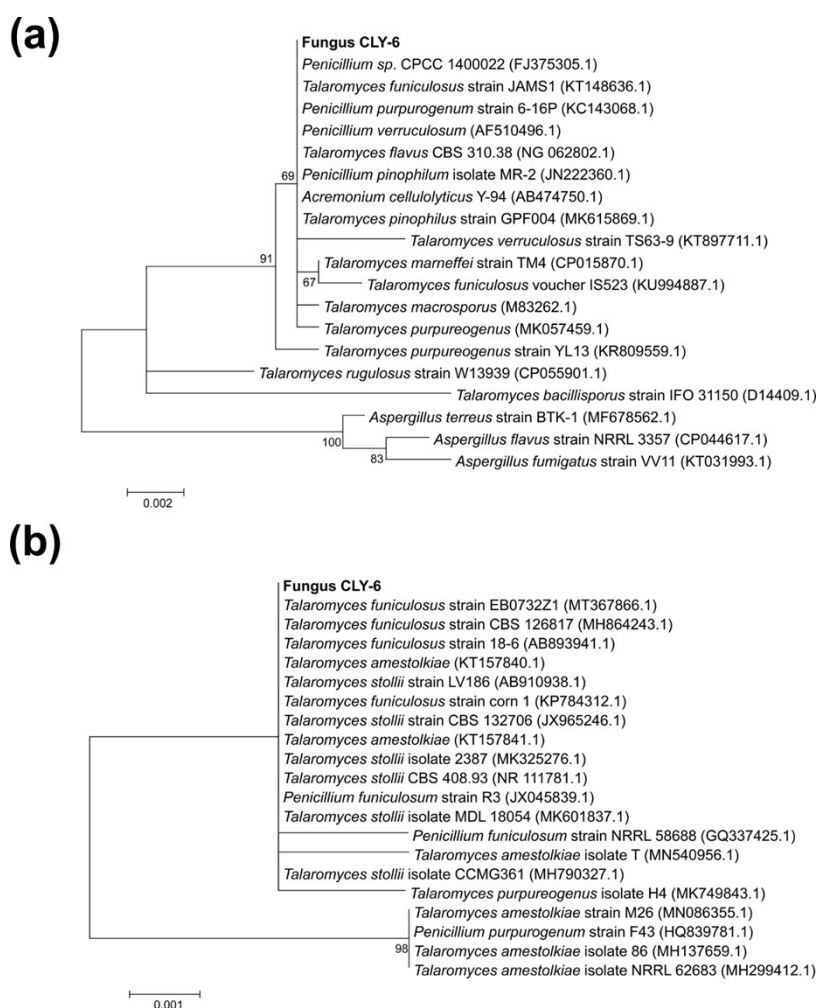 (a)
Fungus CLY-6
Penicillium sp. CPCC 1400022 (FJ375305.1)
Talaromyces funiculosus strain JAMS1 (KT148636.1)
Penicillium purpurogenum strain 6-16P (KC143068.1)
Penicillium verruculosum (AF510496.1)
Talaromyces flavus CBS 310.38 (NG 062802.1)
69
Penicillium pinophilum isolate MR-2 (JN222360.1)
Acremonium cellulolyticus Y-94 (AB474750.1)
Talaromyces pinophilus strain GPF004 (MK615869.1)
Talaromyces verruculosus strain TS63-9 (KT897711.1)
91
Talaromyces marneffei strain TM4 (CP015870.1)
67
Talaromyces funiculosus voucher IS523 (KU994887.1)
Talaromyces macrosporus (M83262.1)
Talaromyces purpureogenus (MK057459.1)
Talaromyces purpureogenus strain YL13 (KR809559.1)
Talaromyces rugulosus strain W13939 (CP055901.1)
Talaromyces bacillisporus strain IFO 31150 (D14409.1)
Aspergillus terreus strain BTK-1 (MF678562.1)
100
Aspergillus flavus strain NRRL 3357 (CP044617.1)
83
Aspergillus fumigatus strain VV11 (KT031993.1)
0.002
(b)
Fungus CLY-6
Talaromyces funiculosus strain EB0732Z1 (MT367866.1)
Talaromyces funiculosus strain CBS 126817 (MH864243.1)
Talaromyces funiculosus strain 18-6 (AB893941.1)
Talaromyces amestolkiae (KT157840.1)
Talaromyces stollii strain LV186 (AB910938.1)
Talaromyces funiculosus strain corn 1 (KP784312.1)
Talaromyces stollii strain CBS 132706 (JX965246.1)
Talaromyces amestolkiae (KT157841.1)
Talaromyces stollii isolate 2387 (MK325276.1)
Talaromyces stollii CBS 408.93 (NR 111781.1)
Penicillium funiculosum strain R3 (JX045839.1)
Talaromyces stollii isolate MDL 18054 (MK601837.1)
Penicillium funiculosum strain NRRL 58688 (GQ337425.1)
Talaromyces amestolkiae isolate T (MN540956.1)
Talaromyces stollii isolate CCMG361 (MH790327.1)
Talaromyces purpureogenus isolate H4 (MK749843.1)
Talaromyces amestolkiae strain M26 (MN086355.1)
Penicillium purpurogenum strain F43 (HQ839781.1)
98
Talaromyces amestolkiae isolate 86 (MH137659.1)
Talaromyces amestolkiae isolate NRRL 62683 (MH299412.1)
0.001